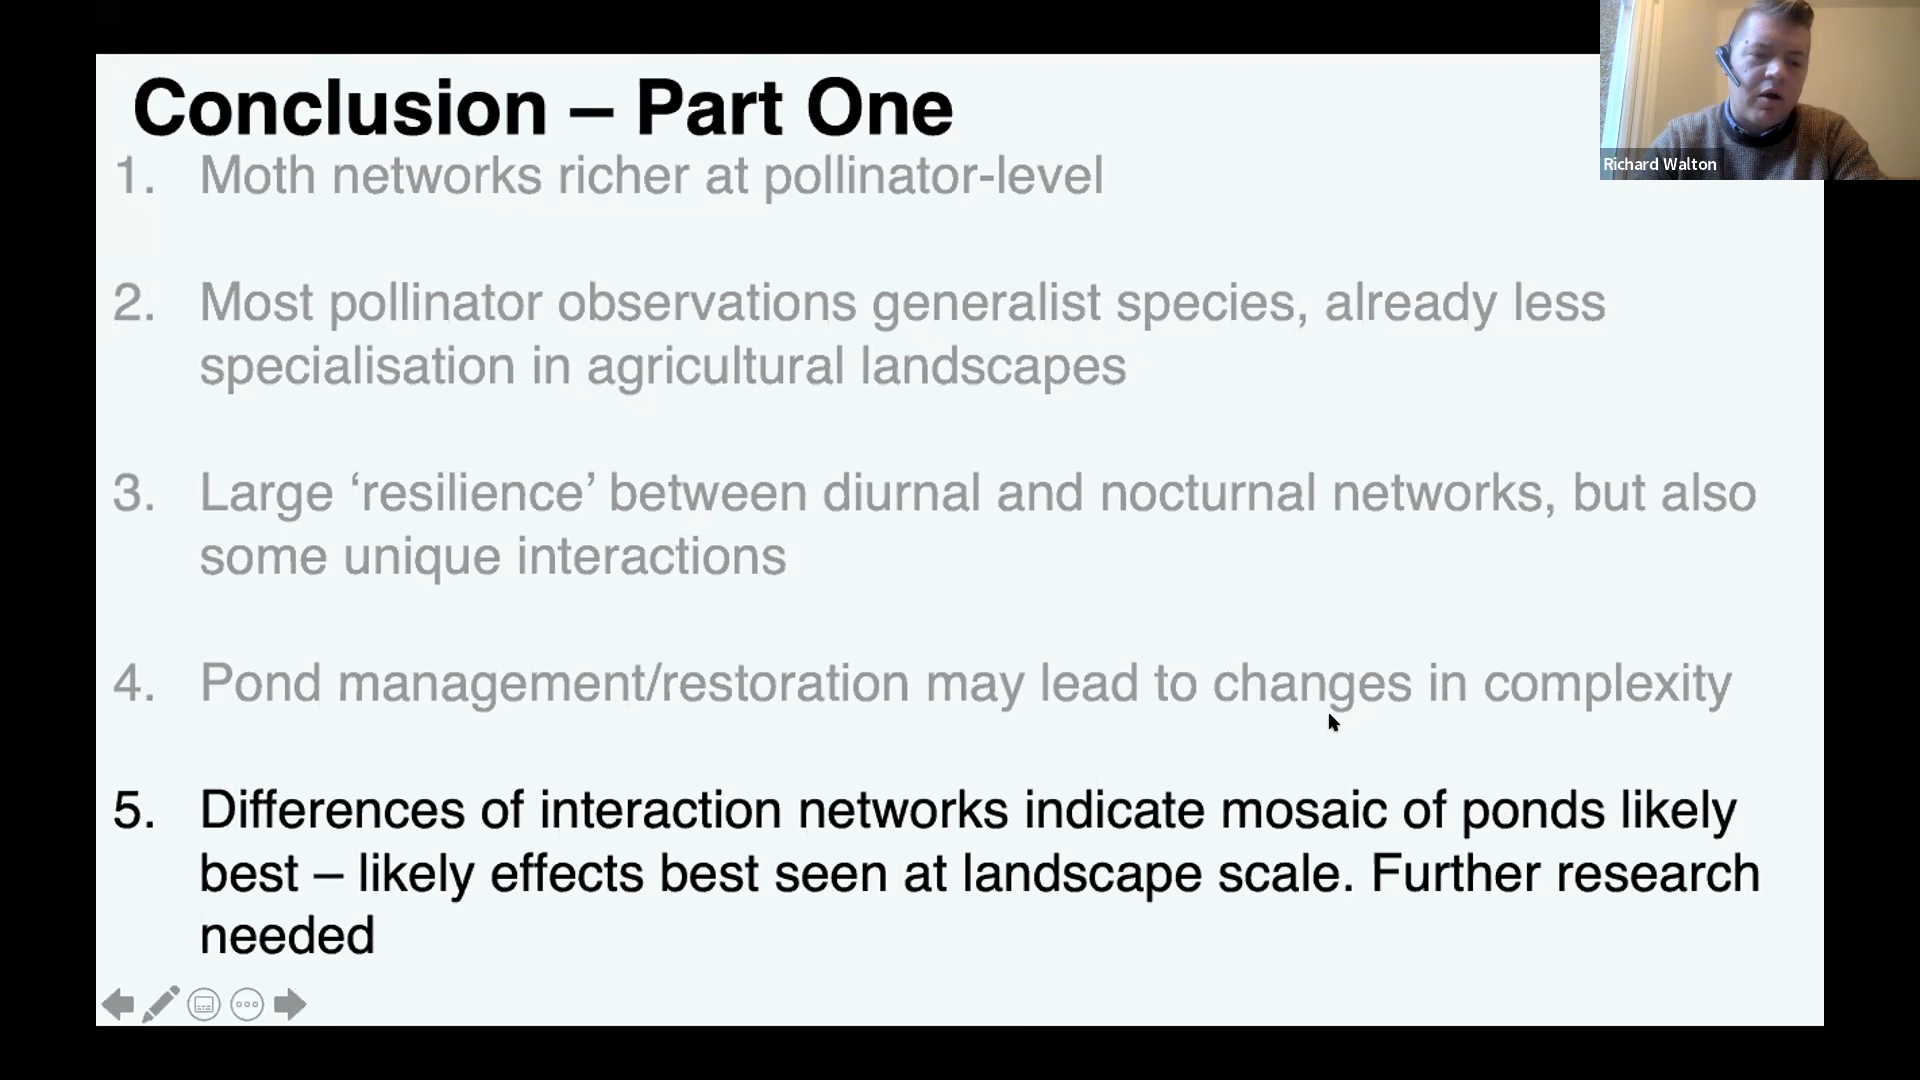 Conclusion – Part One
1. Moth networks richer at pollinator-level
2. Most pollinator observations generalist species, already less
specialisation in agricultural landscapes
3. Large ‘resilience’ between diurnal and nocturnal networks, but also
some unique interactions
4. Pond management/restoration may lead to changes in complexity
5. Differences of interaction networks indicate mosaic of ponds likely
best – likely effects best seen at landscape scale. Further research
needed
Richard Walton